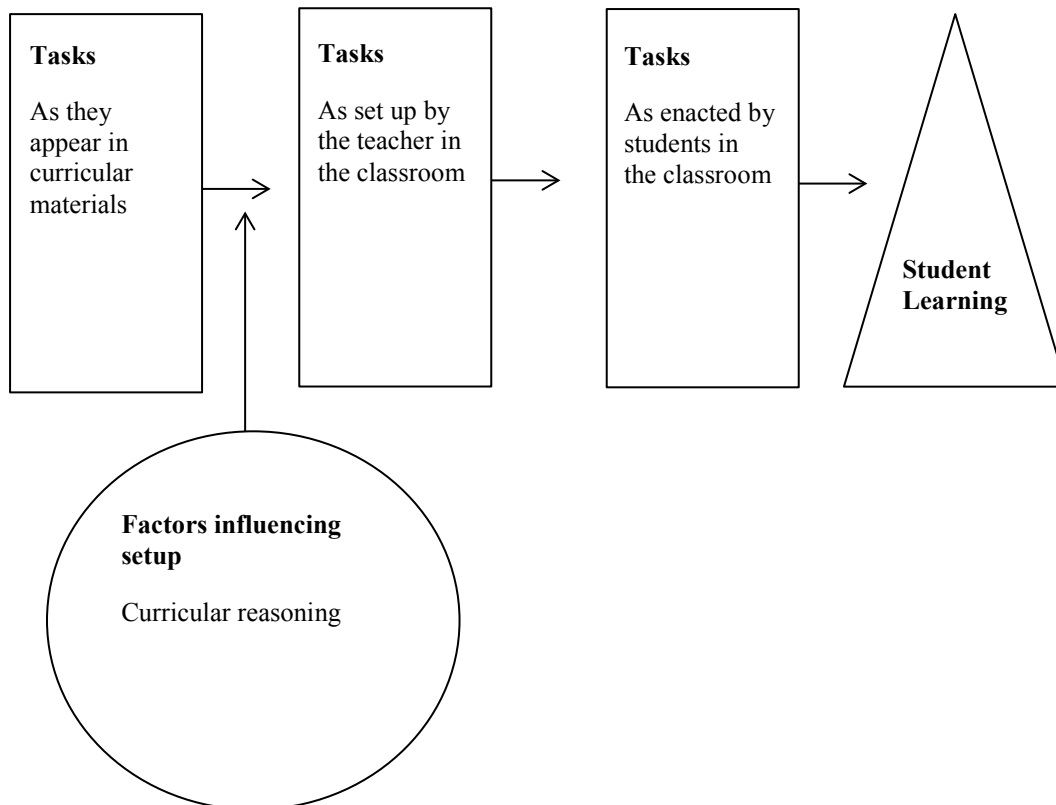 Tasks
As they
appear in
curricular
materials
Tasks
As set up by
the teacher in
the classroom
Tasks
As enacted by
students in
the classroom
Student
Learning
Factors influencing
setup
Curricular reasoning